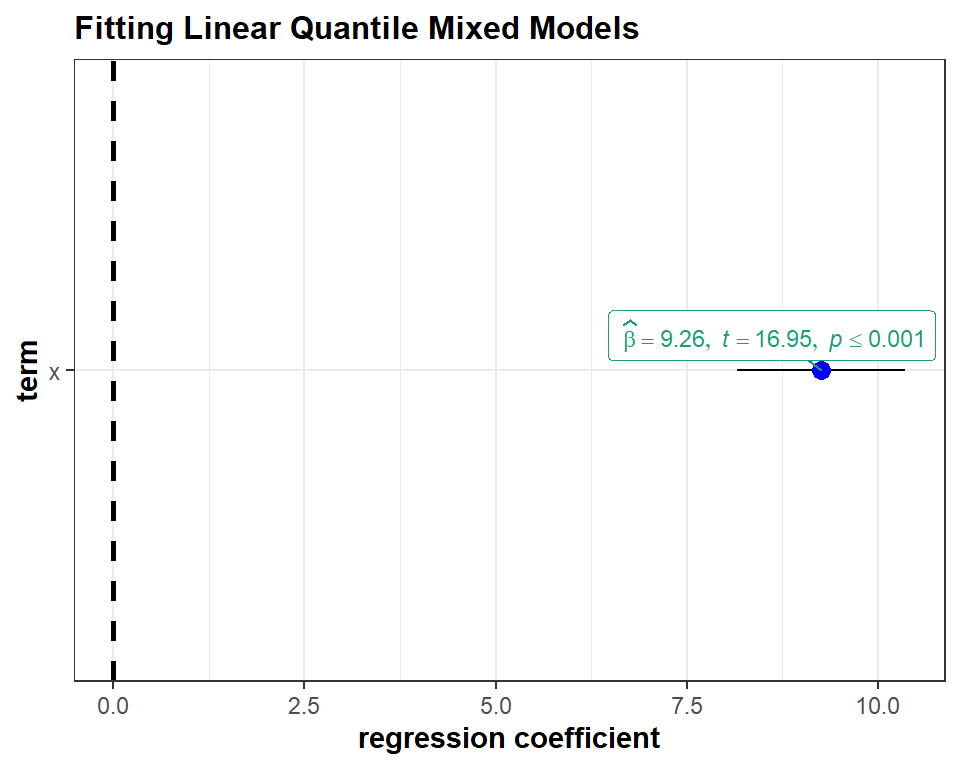 Fitting Linear Quantile Mixed Models
term
x
β̂ = 9.26, t = 16.95, p ≤ 0.001
0.0 2.5 5.0 7.5 10.0
regression coefficient